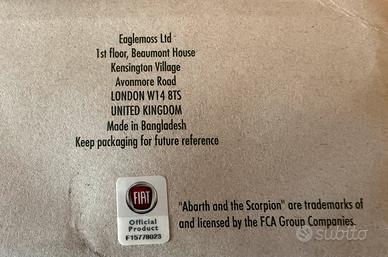 Eaglemoss Ltd
1st floor, Beaumont House
Kensington Village
Avonmore Road
LONDON W14 8TS
UNITED KINGDOM
Made in Bangladesh
Keep packaging for future reference
FIAT
Official
Product
F15778023
"Abarth and the Scorpion" are trademarks of
and licensed by the FCA Group Companies.
subito